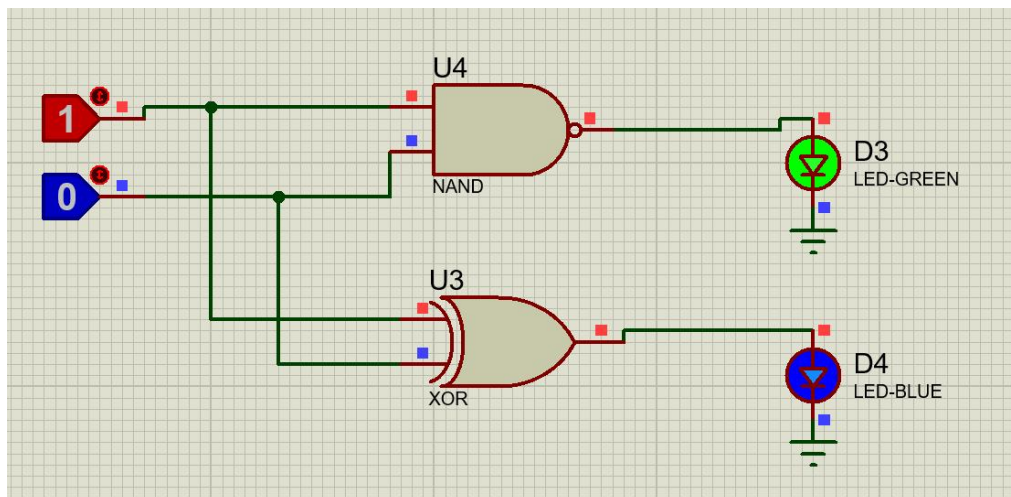 U4
1
NAND
0
D3
LED-GREEN
U3
XOR
D4
LED-BLUE